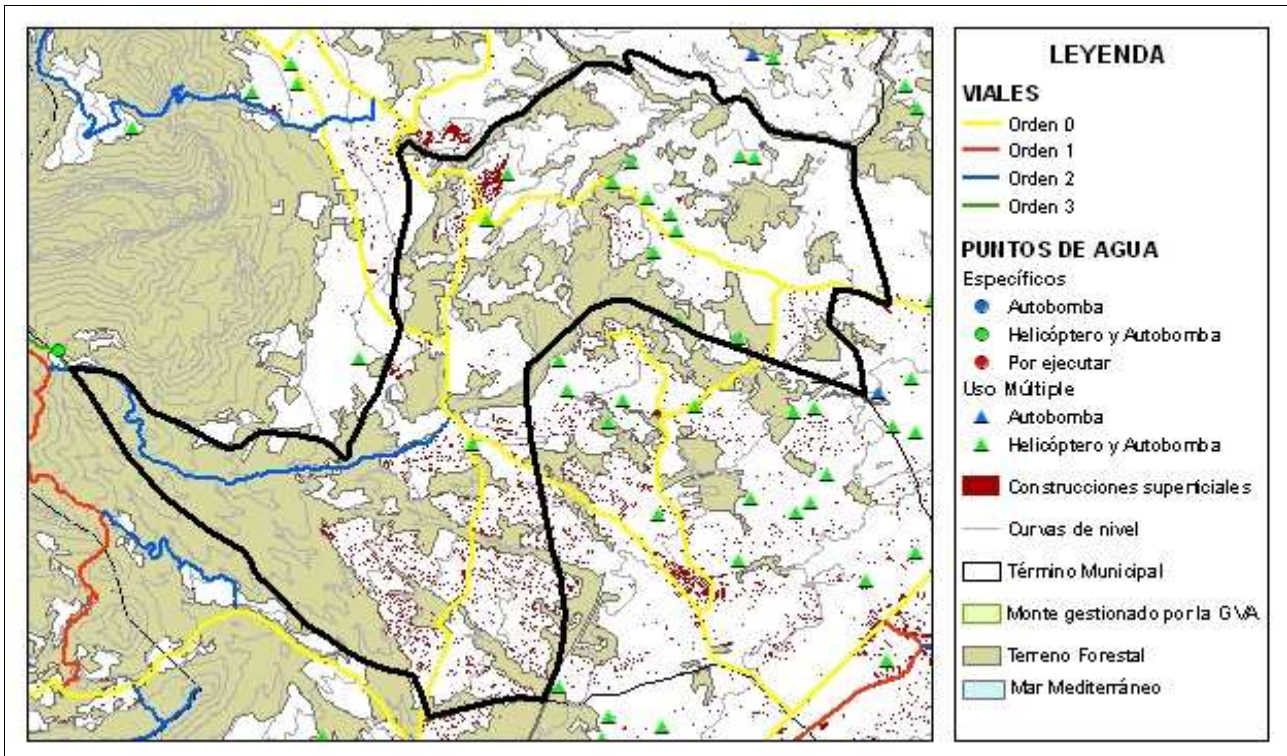 LEYENDA
VIALES
Orden 0
Orden 1
Orden 2
Orden 3
PUNTOS DE AGUA
Específicos
Autobomba
Helicóptero y Autobomba
Por ejecutar
Uso Múltiple
Autobomba
Helicóptero y Autobomba
Construcciones superficiales
Curvas de nivel
Término Municipal
Monte gestionado por la GVA
Terreno Forestal
Mar Mediterráneo